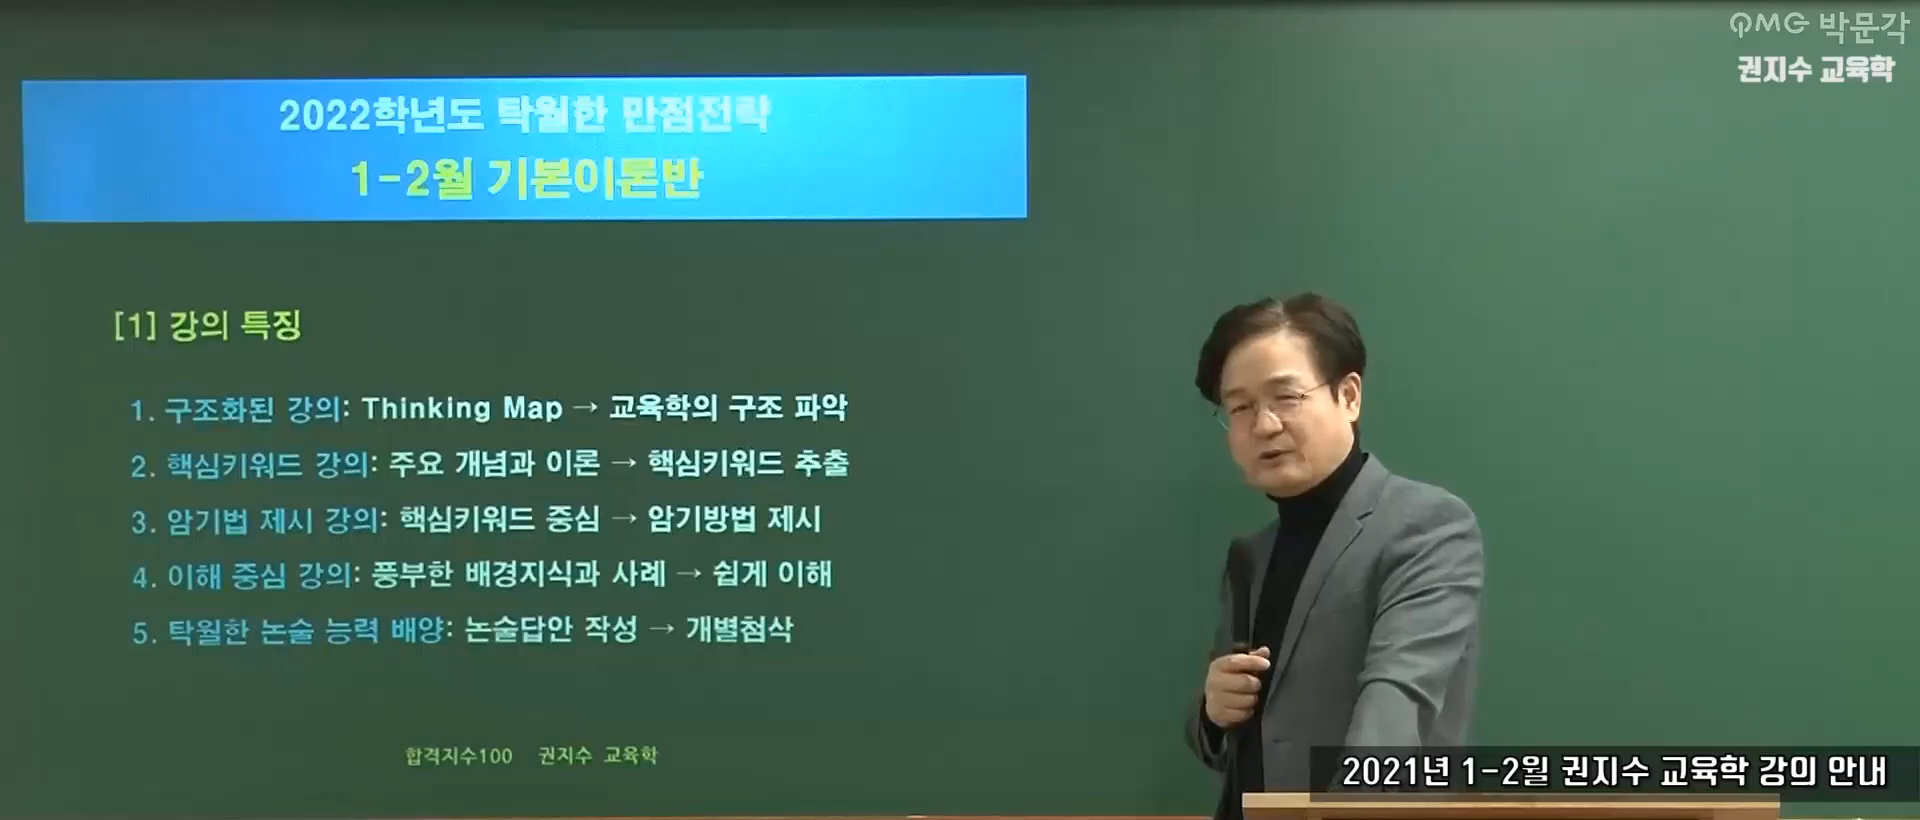 PMG 박문각
권지수 교육학
2022학년도 탁월한 만점전략
1-2월 기본이론반
[1] 강의 특징
1. 구조화된 강의: Thinking Map → 교육학의 구조 파악
2. 핵심키워드 강의: 주요 개념과 이론 → 핵심키워드 추출
3. 암기법 제시 강의: 핵심키워드 중심 → 암기방법 제시
4. 이해 중심 강의: 풍부한 배경지식과 사례 → 쉽게 이해
5. 탁월한 논술 능력 배양: 논술답안 작성 → 개별첨삭
합격지수100 권지수 교육학
2021년 1-2월 권지수 교육학 강의 안내